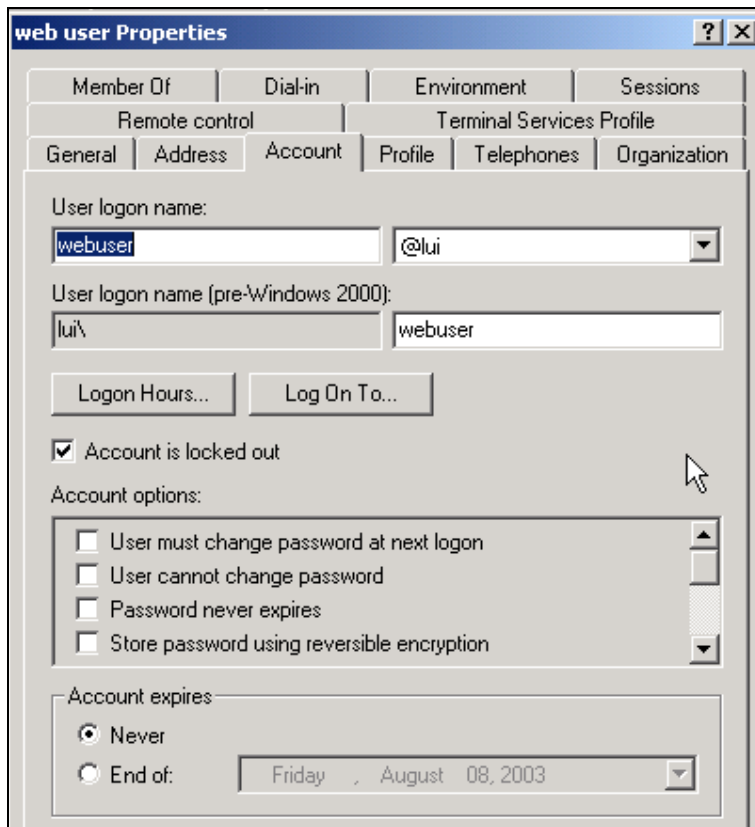 web user Properties
Member Of Dial-in Environment Sessions
Remote control Terminal Services Profile
General Address Account Profile Telephones Organization
User logon name:
webuser @lui
User logon name (pre-Windows 2000):
lui\ webuser
Logon Hours... Log On To...
Account is locked out
Account options:
User must change password at next logon
User cannot change password
Password never expires
Store password using reversible encryption
Account expires
Never
End of: Friday , August 08, 2003